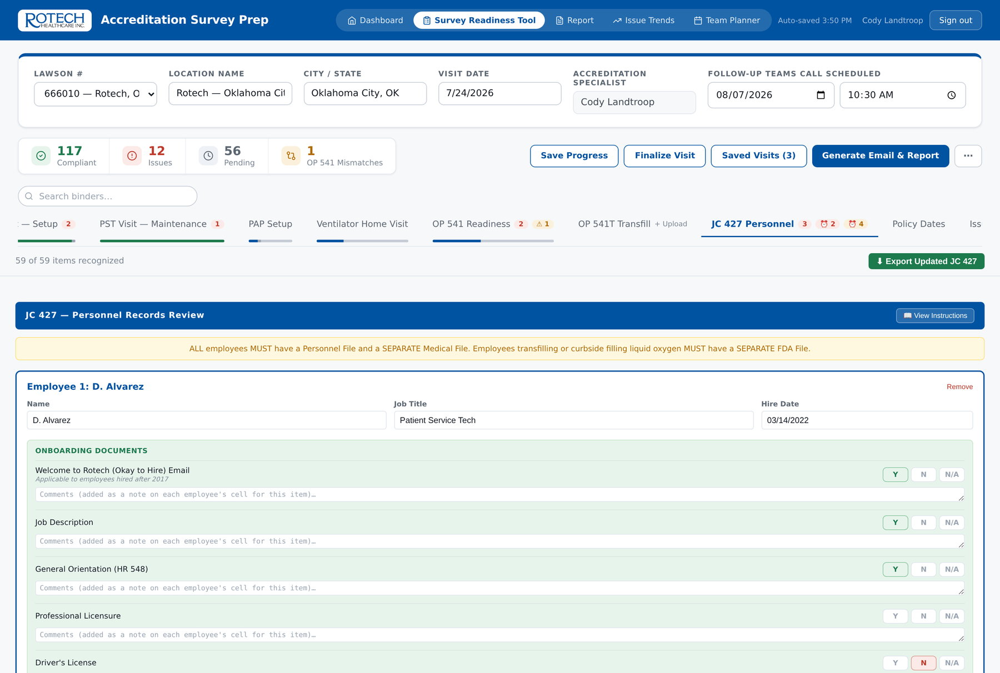 ROTECH
HEALTHCARE INC.
Accreditation Survey Prep
Dashboard
Survey Readiness Tool
Report
Issue Trends
Team Planner
Auto-saved 3:50 PM
Cody Landtroop
Sign out
LAWSON #
666010 — Rotech, O
LOCATION NAME
Rotech — Oklahoma Cit
CITY / STATE
Oklahoma City, OK
VISIT DATE
7/24/2026
ACCREDITATION
SPECIALIST
Cody Landtroop
FOLLOW-UP TEAMS CALL SCHEDULED
08/07/2026
10:30 AM
117
Compliant
12
Issues
56
Pending
1
OP 541 Mismatches
Save Progress
Finalize Visit
Saved Visits (3)
Generate Email & Report
...
Search binders...
— Setup 2
PST Visit — Maintenance 1
PAP Setup
Ventilator Home Visit
OP 541 Readiness 2 ⚠ 1
OP 541T Transfill + Upload
JC 427 Personnel 3 ⏰ 2 ⏰ 4
Policy Dates
Iss
59 of 59 items recognized
⬇ Export Updated JC 427
JC 427 — Personnel Records Review
📖 View Instructions
ALL employees MUST have a Personnel File and a SEPARATE Medical File. Employees transfilling or curbside filling liquid oxygen MUST have a SEPARATE FDA File.
Employee 1: D. Alvarez
Remove
Name
D. Alvarez
Job Title
Patient Service Tech
Hire Date
03/14/2022
ONBOARDING DOCUMENTS
Welcome to Rotech (Okay to Hire) Email
Applicable to employees hired after 2017
Y N N/A
Comments (added as a note on each employee's cell for this item)…
Job Description
Y N N/A
Comments (added as a note on each employee's cell for this item)…
General Orientation (HR 548)
Y N N/A
Comments (added as a note on each employee's cell for this item)…
Professional Licensure
Y N N/A
Comments (added as a note on each employee's cell for this item)…
Driver's License
Y N N/A